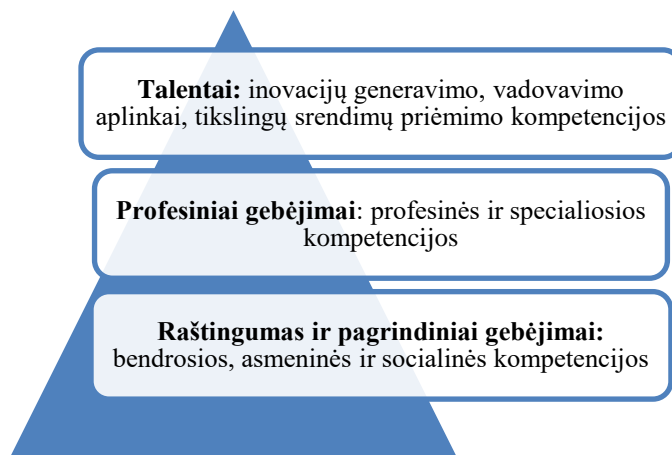 Talentai: inovacijų generavimo, vadovavimo
aplinkai, tikslingų srendimų priėmimo kompetencijos
Profesiniai gebėjimai: profesinės ir specialiosios
kompetencijos
Raštingumas ir pagrindiniai gebėjimai:
bendrosios, asmeninės ir socialinės kompetencijos